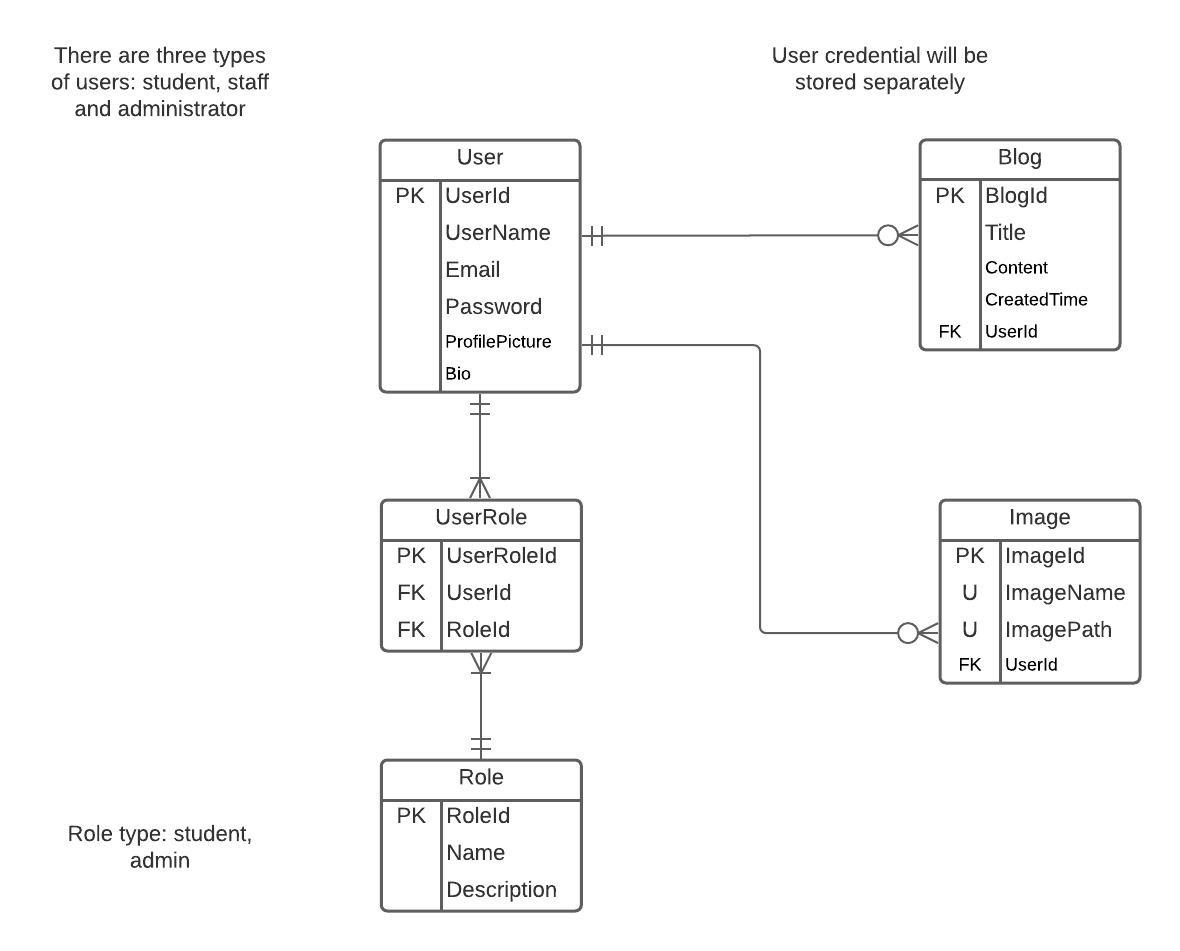 There are three types
of users: student, staff
and administrator
User credential will be
stored separately
User
PK UserId
UserName
Email
Password
ProfilePicture
Bio
Blog
PK BlogId
Title
Content
CreatedTime
FK UserId
UserRole
PK UserRoleId
FK UserId
FK RoleId
Image
PK ImageId
U ImageName
U ImagePath
FK UserId
Role
PK RoleId
Name
Description
Role type: student,
admin